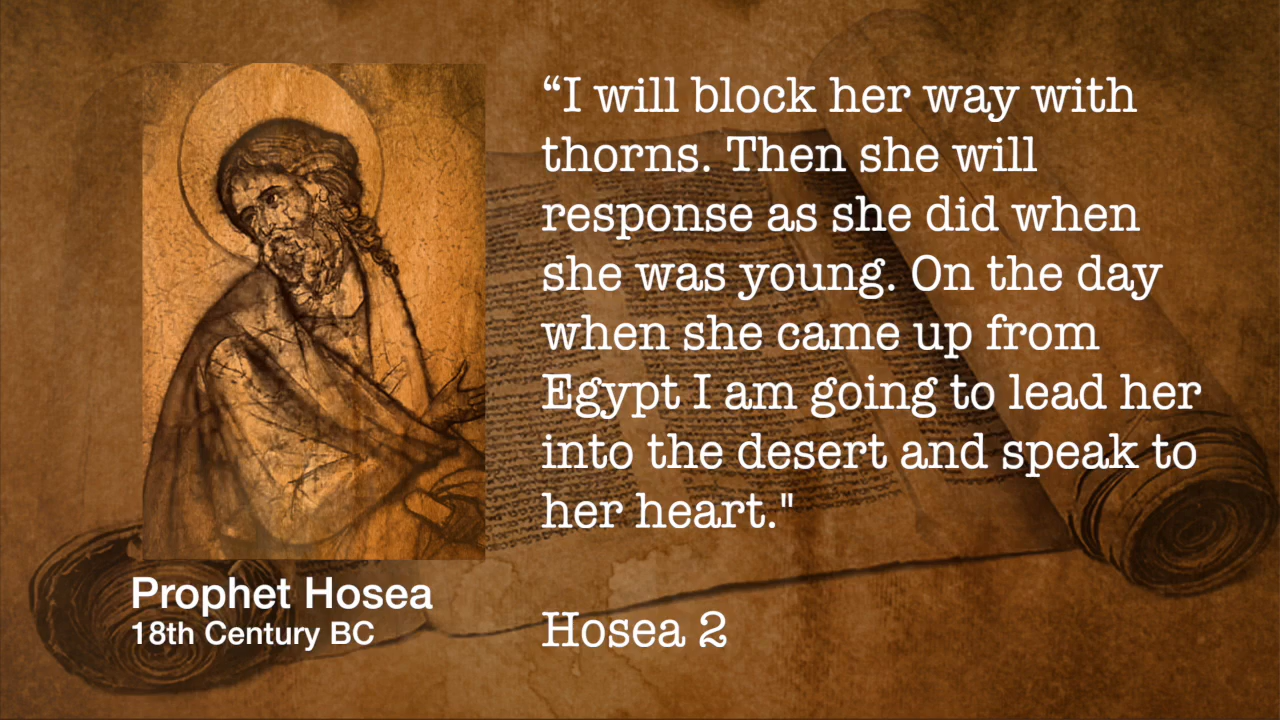 “I will block her way with
thorns. Then she will
response as she did when
she was young. On the day
when she came up from
Egypt I am going to lead her
into the desert and speak to
her heart."
Hosea 2
Prophet Hosea
18th Century BC